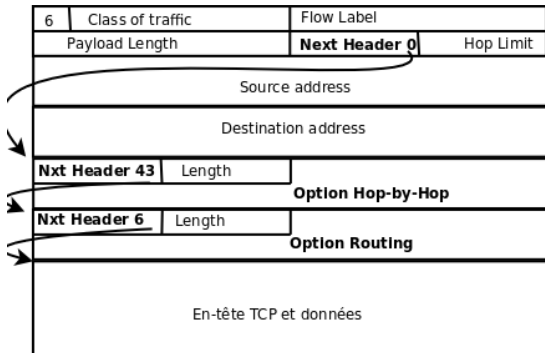 6 Class of traffic Flow Label
Payload Length Next Header 0 Hop Limit
Source address
Destination address
Nxt Header 43 Length
Option Hop-by-Hop
Nxt Header 6 Length
Option Routing
En-tête TCP et données